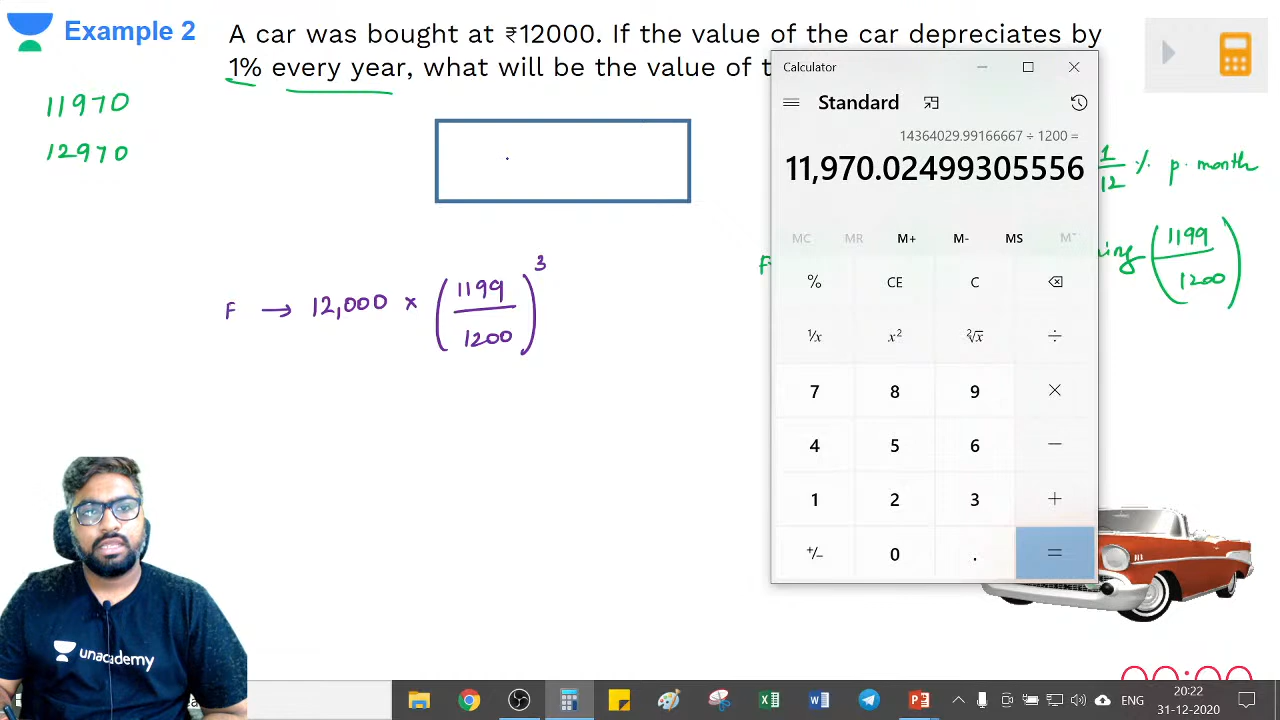 Example 2
A car was bought at ₹12000. If the value of the car depreciates by
1% every year, what will be the value of t
11970
12970
F → 12,000 × (1199/1200)³
1/12 % p. month
(1199/1200)
Calculator
Standard
14364029.99166667 ÷ 1200 =
11,970.02499305556
MC MR M+ M- MS M˅
% CE C
¹/x x² ²√x ÷
7 8 9 ×
4 5 6 −
1 2 3 +
+/− 0 . =
unacademy
ENG
20:22
31-12-2020